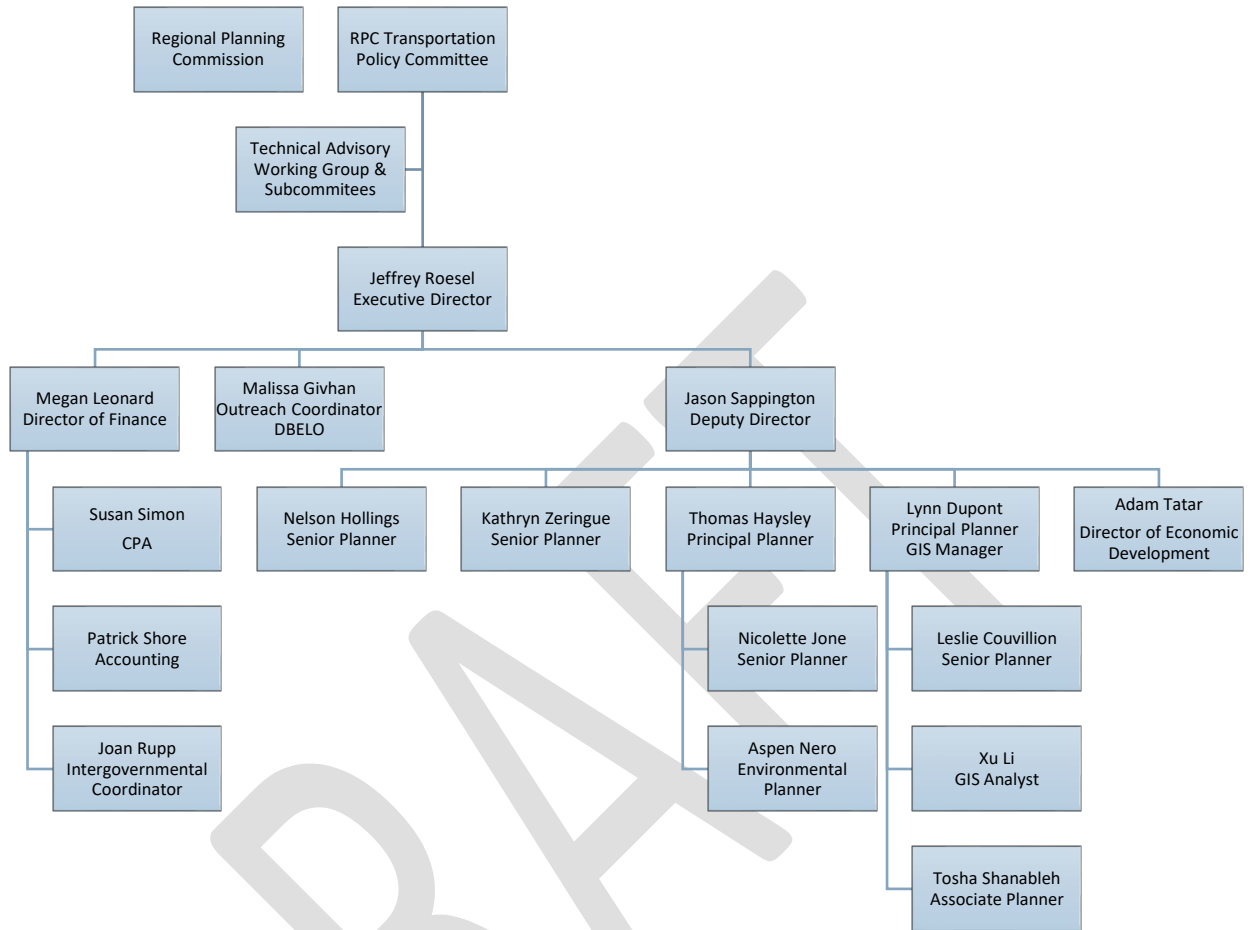 Regional Planning
Commission
RPC Transportation
Policy Committee
Technical Advisory
Working Group &
Subcommitees
Jeffrey Roesel
Executive Director
Megan Leonard
Director of Finance
Malissa Givhan
Outreach Coordinator
DBELO
Jason Sappington
Deputy Director
Susan Simon
CPA
Nelson Hollings
Senior Planner
Kathryn Zeringue
Senior Planner
Thomas Haysley
Principal Planner
Lynn Dupont
Principal Planner
GIS Manager
Adam Tatar
Director of Economic
Development
Patrick Shore
Accounting
Nicolette Jone
Senior Planner
Leslie Couvillion
Senior Planner
Joan Rupp
Intergovernmental
Coordinator
Aspen Nero
Environmental
Planner
Xu Li
GIS Analyst
Tosha Shanableh
Associate Planner
DRAFT